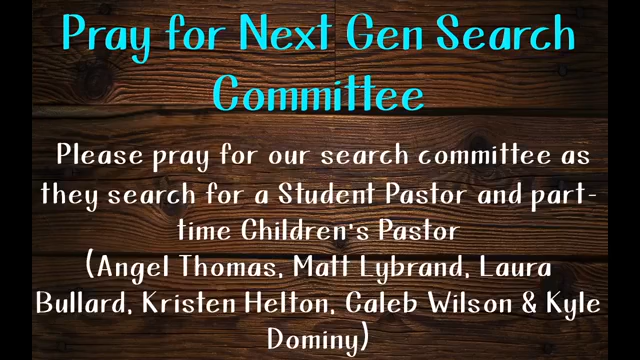 Pray for Next Gen Search
Committee
Please pray for our search committee as
they search for a Student Pastor and part-
time Children's Pastor
(Angel Thomas, Matt Lybrand, Laura
Bullard, Kristen Helton, Caleb Wilson & Kyle
Dominy)